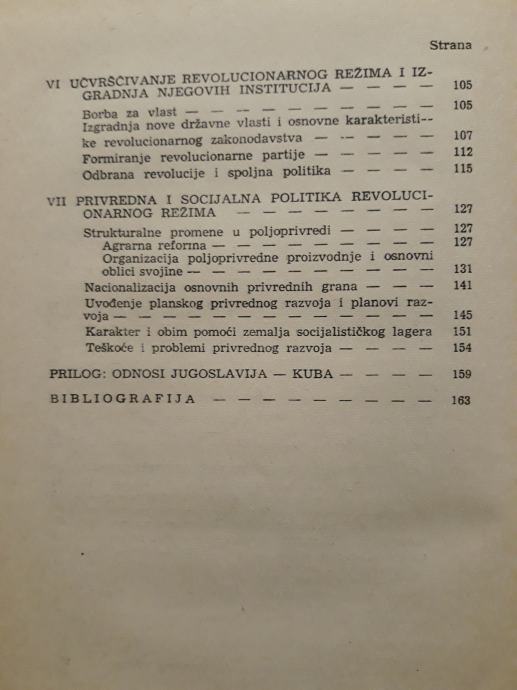 Strana
VI UČVRŠĆIVANJE REVOLUCIONARNOG REŽIMA I IZ-
GRADNJA NJEGOVIH INSTITUCIJA — — — — 105
Borba za vlast — — — — — — — — — 105
Izgradnja nove državne vlasti i osnovne karakteristi--
ke revolucionarnog zakonodavstva — — — — 107
Formiranje revolucionarne partije — — — — 112
Odbrana revolucije i spoljna politika — — — — 115
VII PRIVREDNA I SOCIJALNA POLITIKA REVOLUCI-
ONARNOG REŽIMA — — — — — — — 127
Strukturalne promene u poljoprivredi — — — — 127
Agrarna reforma — — — — — — — — 127
Organizacija poljoprivredne proizvodnje i osnovni
oblici svojine — — — — — — — — — 131
Nacionalizacija osnovnih privrednih grana — — — 141
Uvođenje planskog privrednog razvoja i planovi raz-
voja — — — — — — — — — — — — 145
Karakter i obim pomoći zemalja socijalističkog lagera 151
Teškoće i problemi privrednog razvoja — — — — 154
PRILOG: ODNOSI JUGOSLAVIJA — KUBA — — — — 159
BIBLIOGRAFIJA — — — — — — — — 163